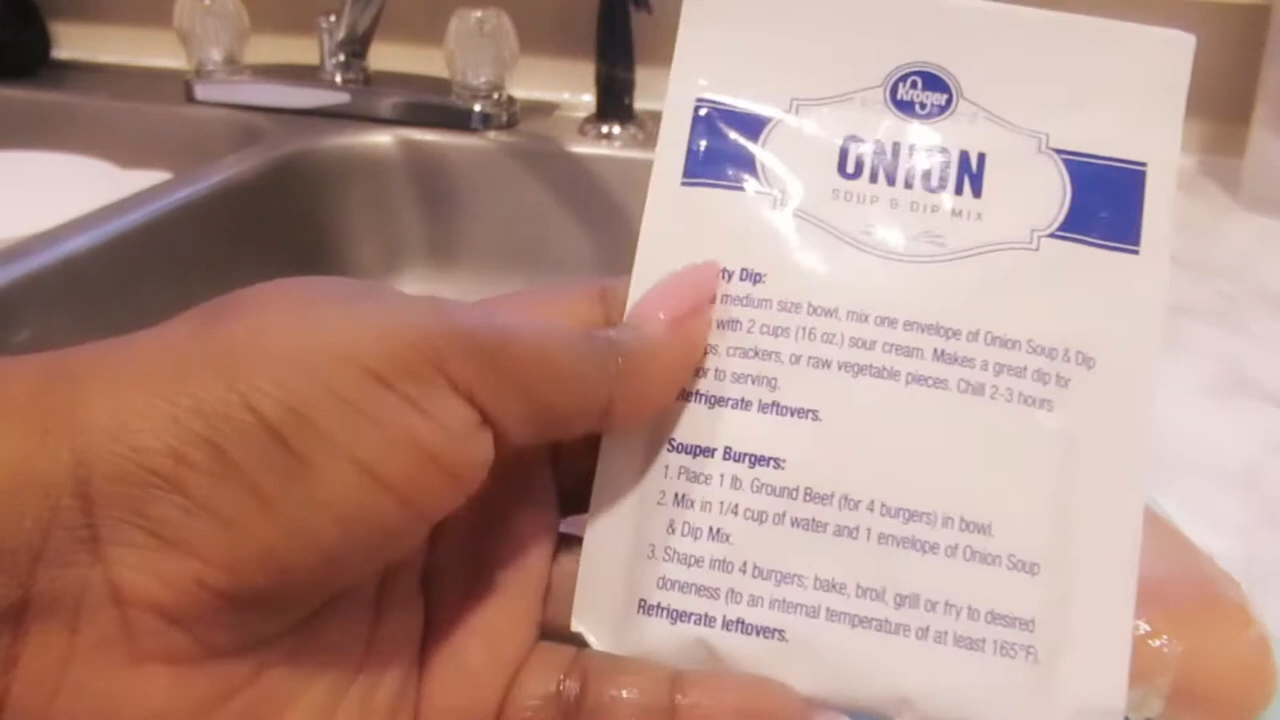 Kroger
ONION
SOUP & DIP MIX
Dip:
medium size bowl, mix one envelope of Onion Soup & Dip
with 2 cups (16 oz.) sour cream. Makes a great dip for
crackers, or raw vegetable pieces. Chill 2-3 hours
to serving.
Refrigerate leftovers.
Souper Burgers:
1. Place 1 lb. Ground Beef (for 4 burgers) in bowl.
2. Mix in 1/4 cup of water and 1 envelope of Onion Soup
& Dip Mix.
3. Shape into 4 burgers; bake, broil, grill or fry to desired
doneness (to an internal temperature of at least 165°F).
Refrigerate leftovers.